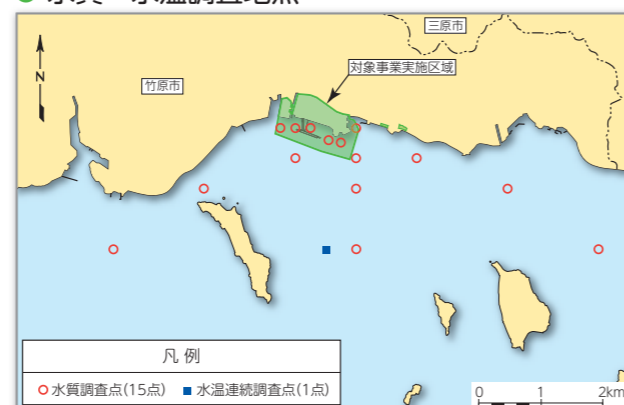 三原市
対象事業実施区域
竹原市
N
凡例
水質調査点(15点) 水温連続調査点(1点)
0 1 2km